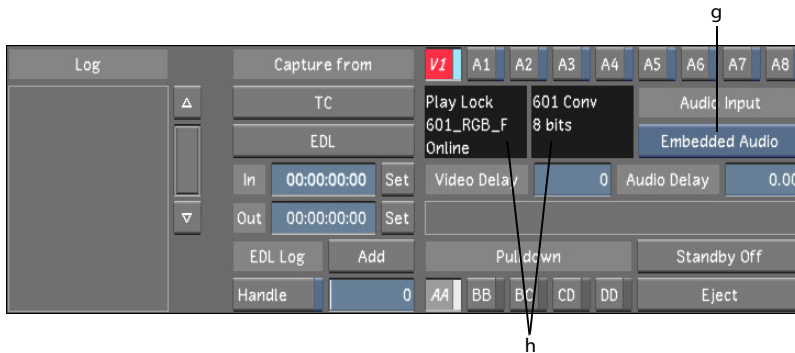 g
Log
Capture from
V1 A1 A2 A3 A4 A5 A6 A7 A8
TC
EDL
Play Lock
601_RGB_F
Online
601 Conv
8 bits
Audio Input
Embedded Audio
In 00:00:00:00 Set
Video Delay 0 Audio Delay 0.00
Out 00:00:00:00 Set
EDL Log Add
Pulldown
Standby Off
Handle 0
AA BB BC CD DD
Eject
h